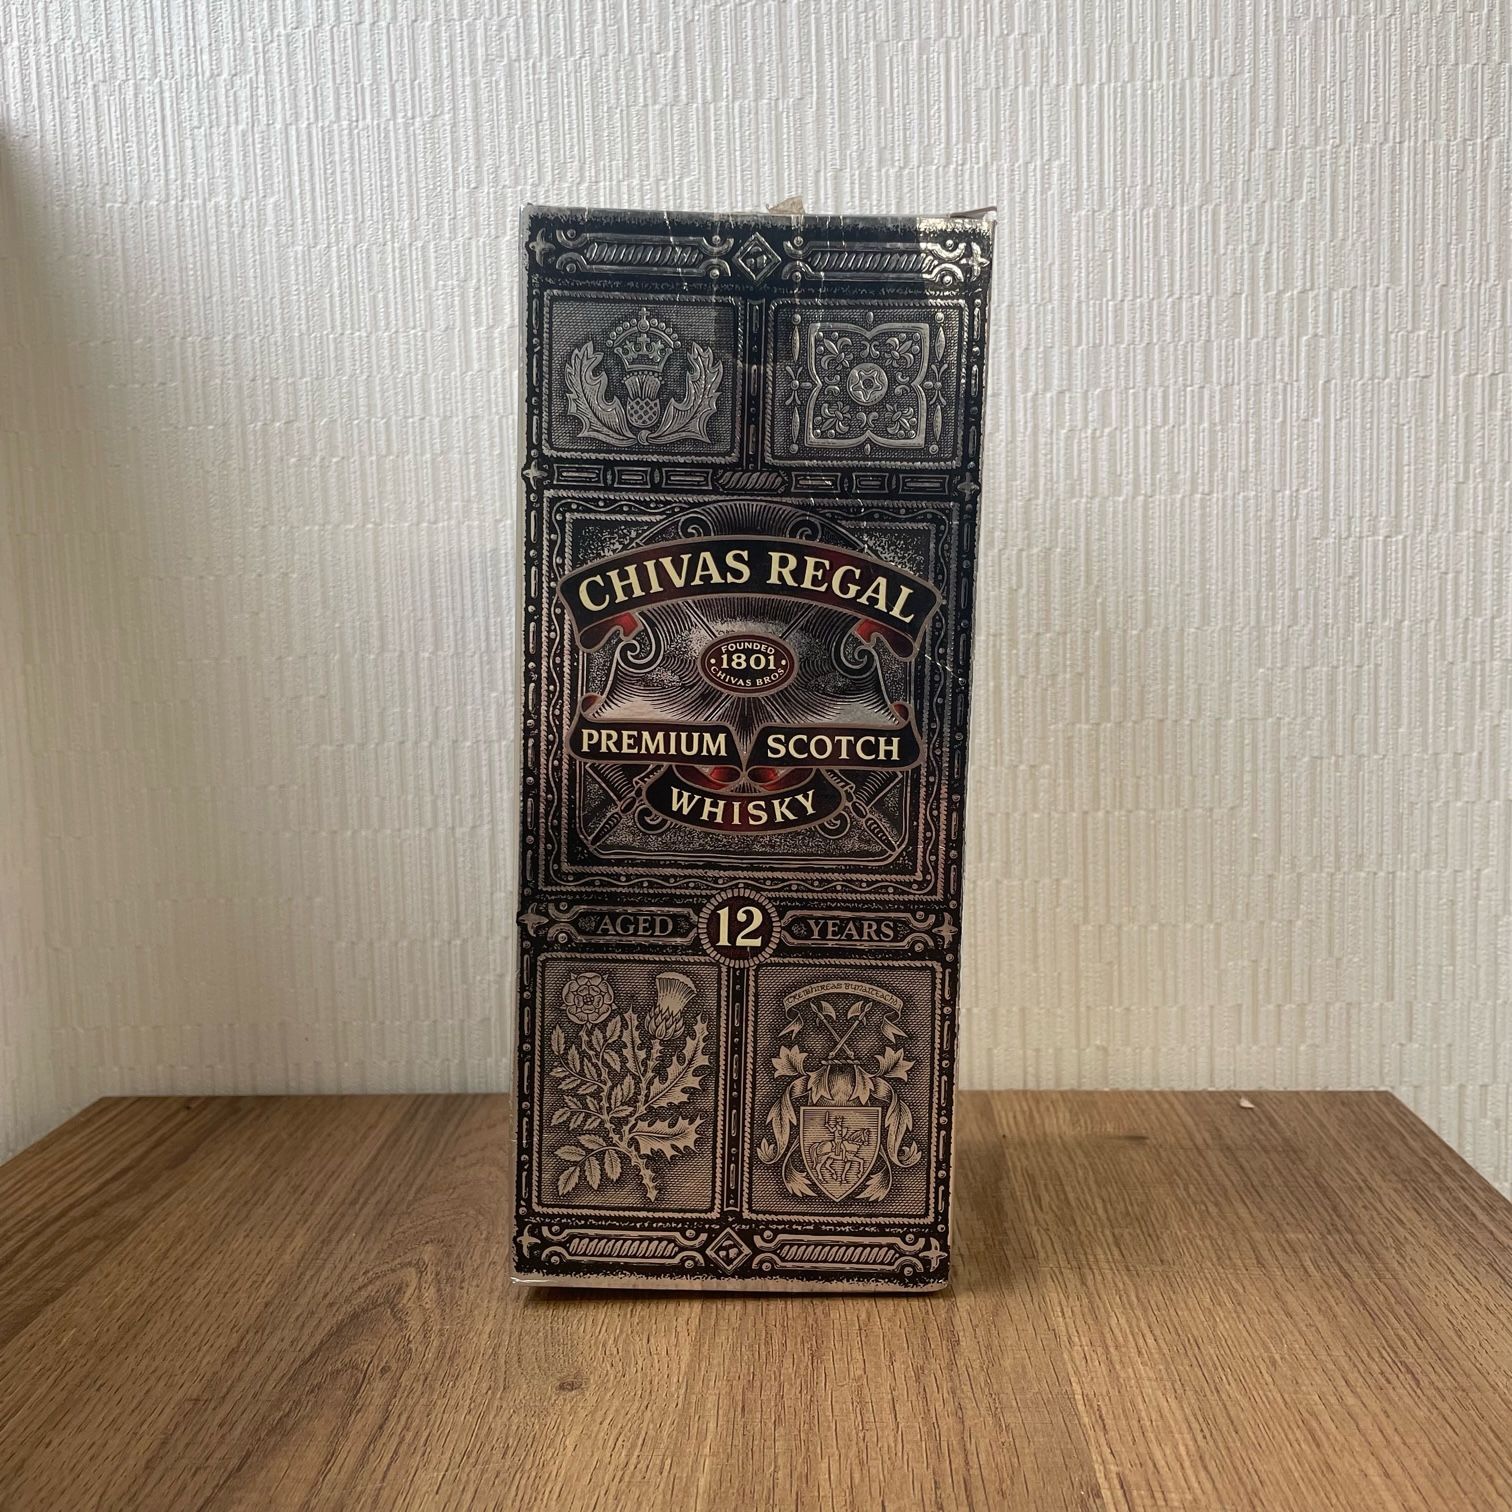 CHIVAS REGAL
FOUNDED
1801
CHIVAS BROS
PREMIUM SCOTCH
WHISKY
AGED 12 YEARS